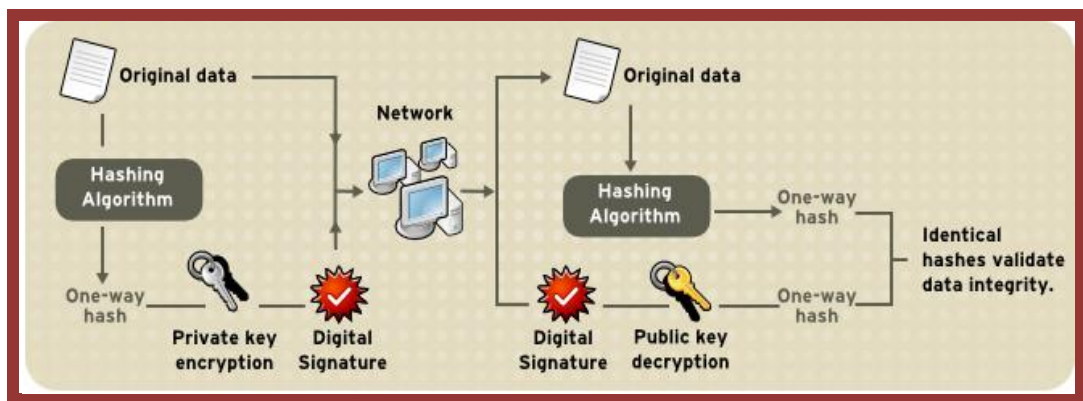 Original data
Hashing
Algorithm
One-way
hash
Private key
encryption
Digital
Signature
Network
Original data
Hashing
Algorithm
One-way
hash
Digital
Signature
Public key
decryption
One-way
hash
Identical
hashes validate
data integrity.